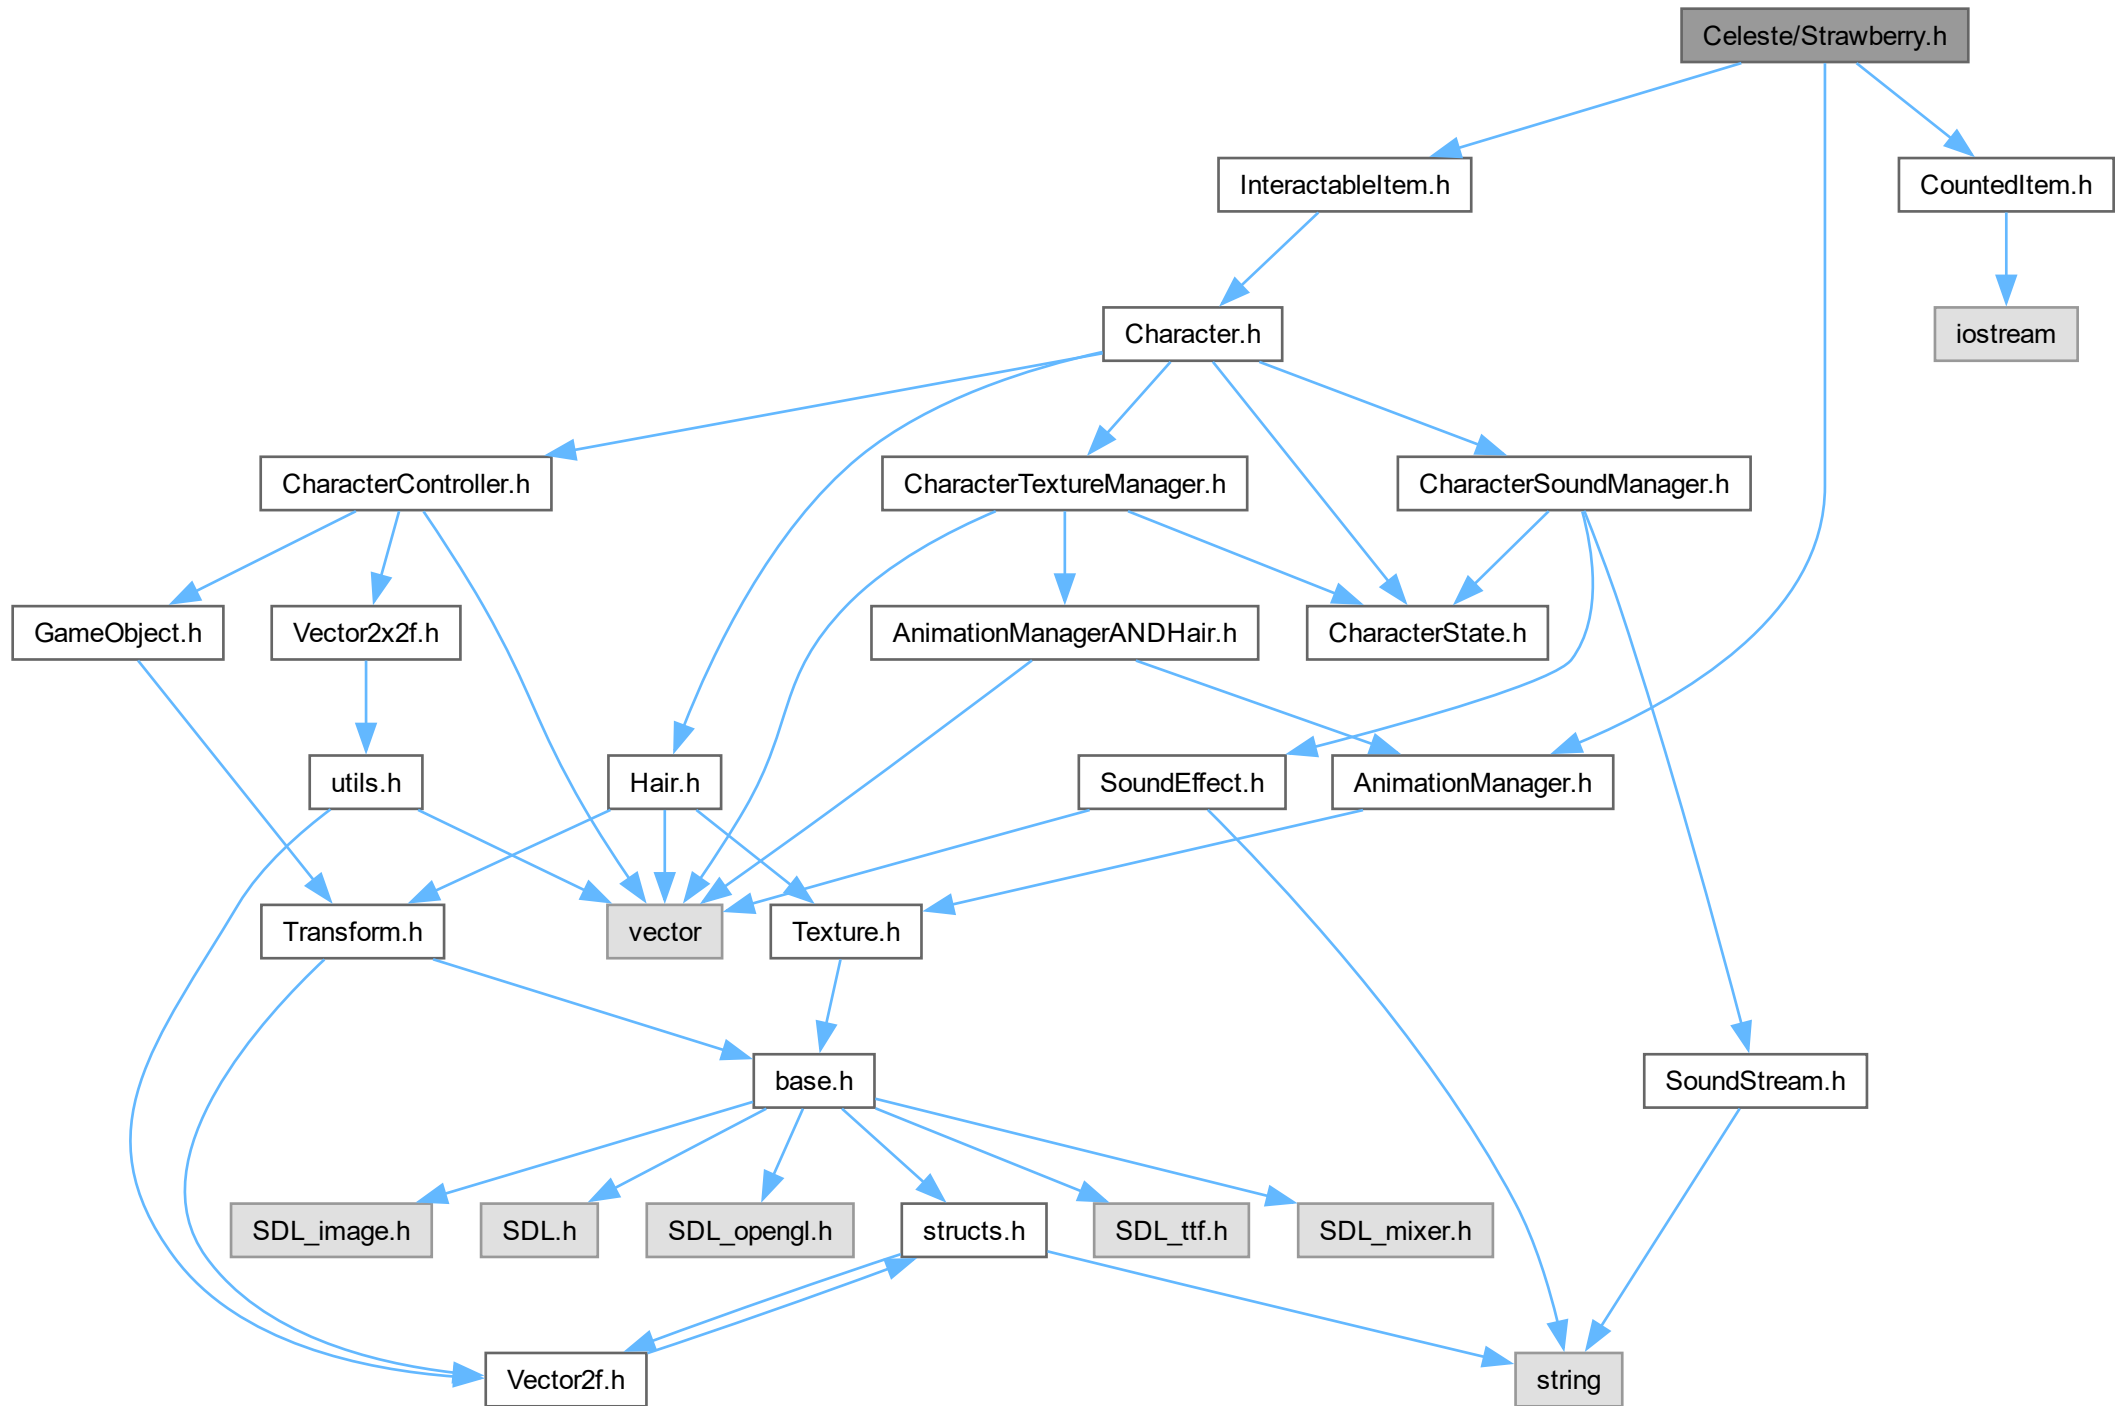 Celeste/Strawberry.h
InteractableItem.h
CountedItem.h
Character.h
iostream
CharacterController.h
CharacterTextureManager.h
CharacterSoundManager.h
GameObject.h
Vector2x2f.h
AnimationManagerANDHair.h
CharacterState.h
utils.h
Hair.h
SoundEffect.h
AnimationManager.h
Transform.h
vector
Texture.h
base.h
SoundStream.h
SDL_image.h
SDL.h
SDL_opengl.h
structs.h
SDL_ttf.h
SDL_mixer.h
Vector2f.h
string